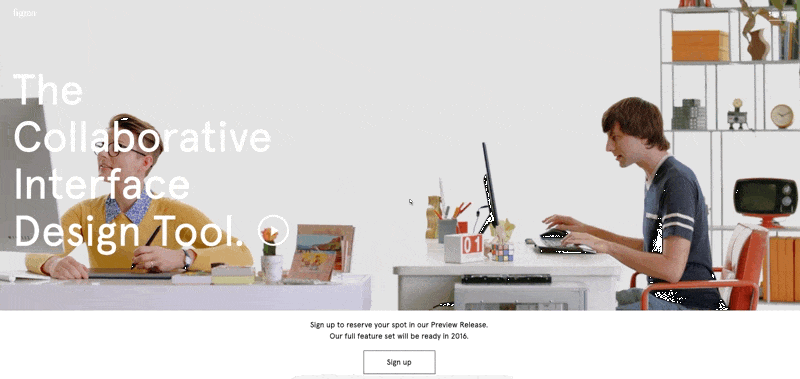 figma
The
Collaborative
Interface
Design Tool.
01
Sign up to reserve your spot in our Preview Release.
Our full feature set will be ready in 2016.
Sign up